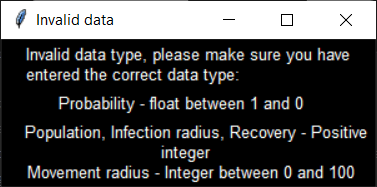 Invalid data
Invalid data type, please make sure you have
entered the correct data type:
Probability - float between 1 and 0
Population, Infection radius, Recovery - Positive
integer
Movement radius - Integer between 0 and 100